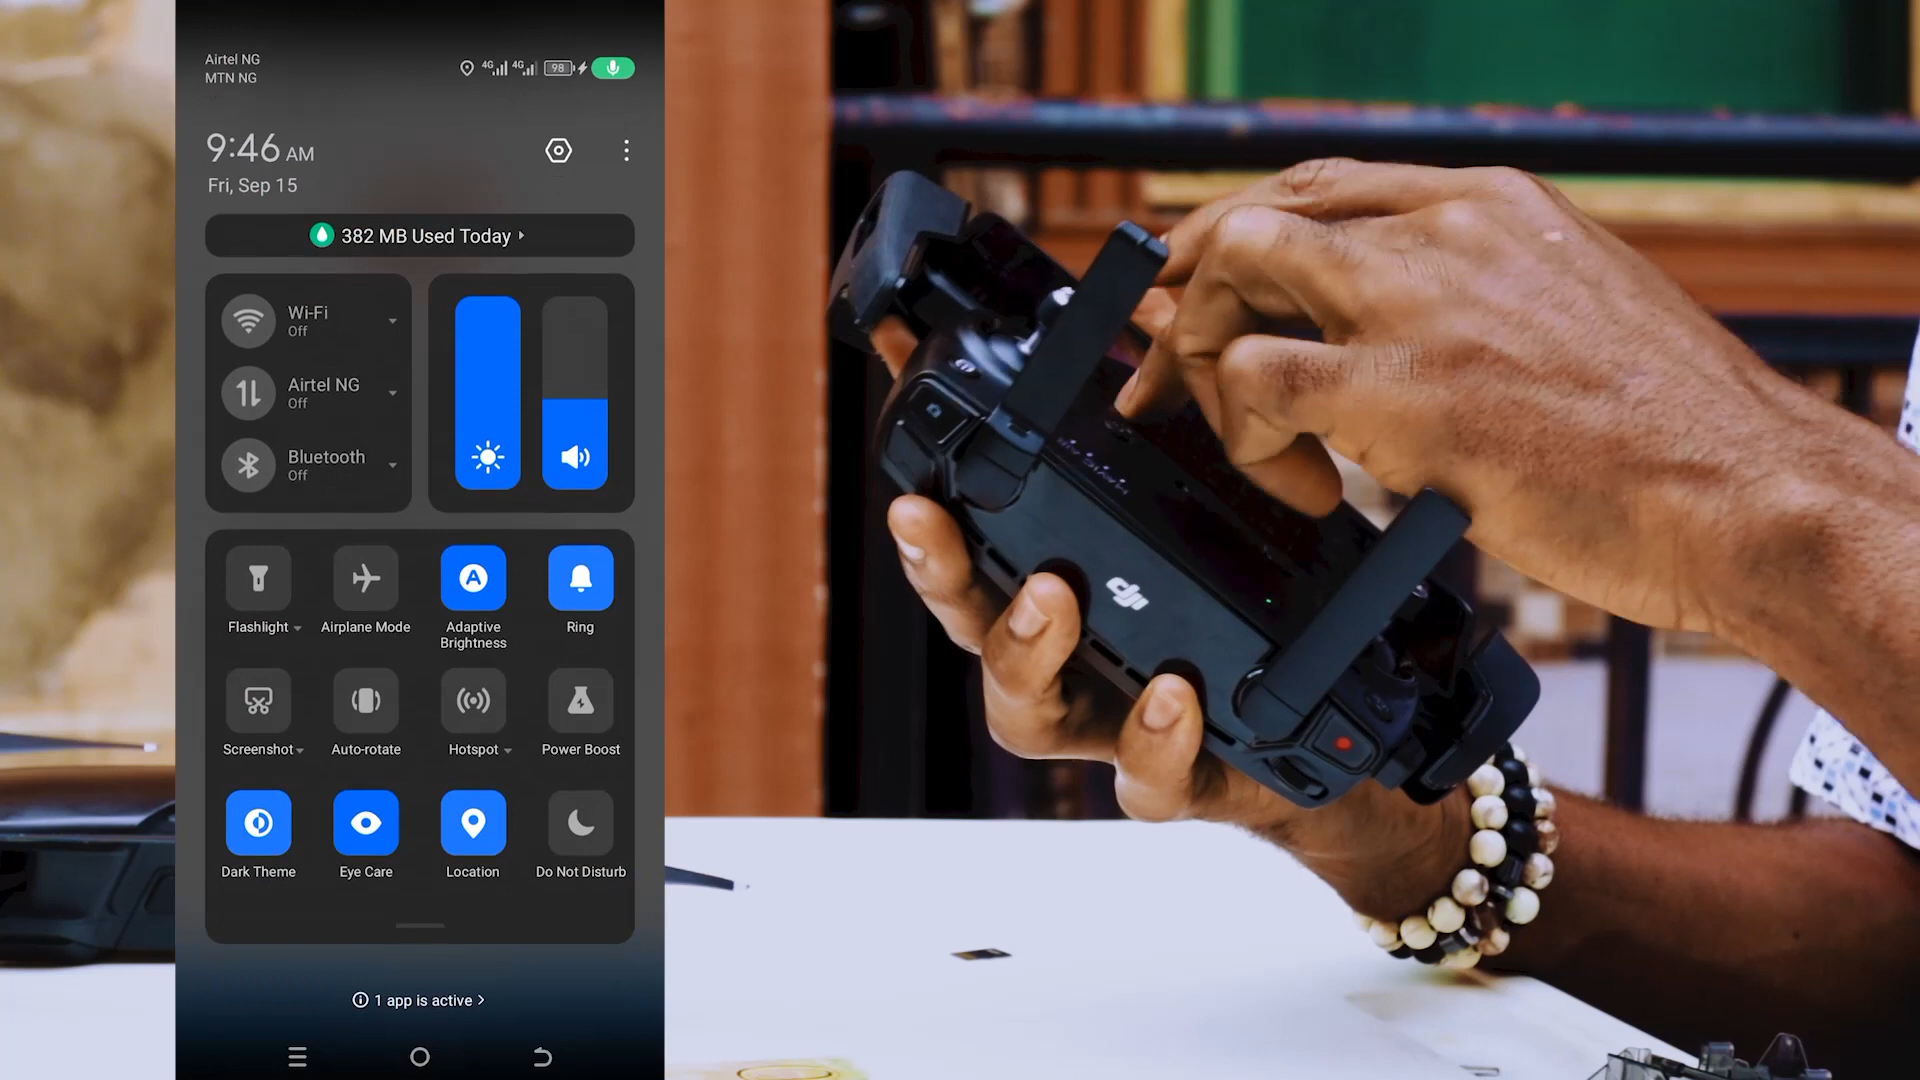 Airtel NG
MTN NG
4G 4G 98
9:46 AM
Fri, Sep 15
382 MB Used Today
Wi-Fi
Off
Airtel NG
Off
Bluetooth
Off
Flashlight
Airplane Mode
A
Adaptive
Brightness
Ring
Screenshot
Auto-rotate
Hotspot
Power Boost
Dark Theme
Eye Care
Location
Do Not Disturb
1 app is active
dji